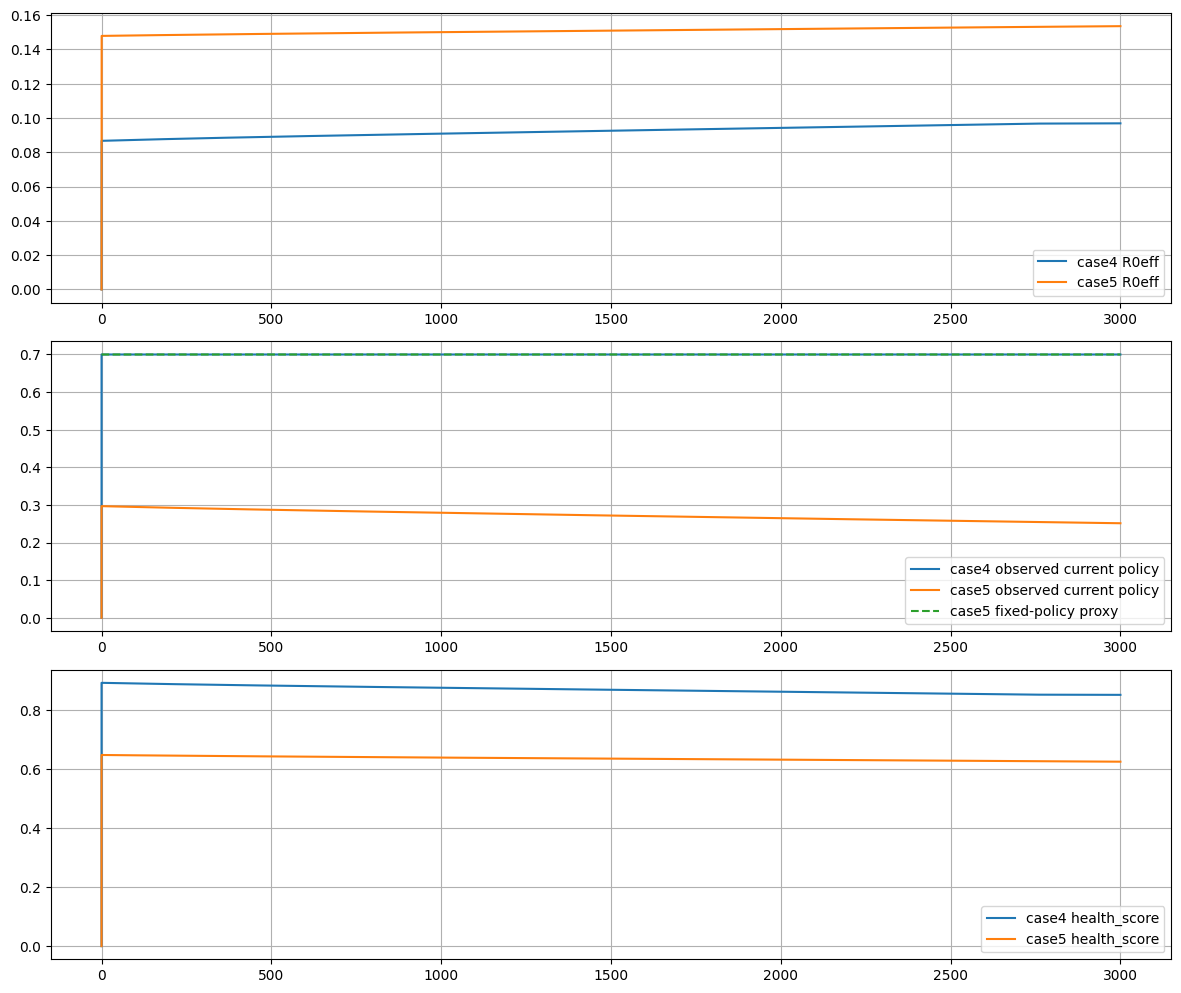 0.16
0.14
0.12
0.10
0.08
0.06
0.04
0.02
0.00
case4 R0eff
case5 R0eff
0 500 1000 1500 2000 2500 3000
0.7
0.6
0.5
0.4
0.3
0.2
0.1
0.0
case4 observed current policy
case5 observed current policy
case5 fixed-policy proxy
0 500 1000 1500 2000 2500 3000
0.8
0.6
0.4
0.2
0.0
case4 health_score
case5 health_score
0 500 1000 1500 2000 2500 3000